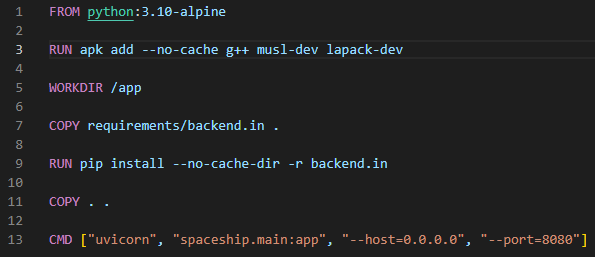 1 FROM python:3.10-alpine
2
3 RUN apk add --no-cache g++ musl-dev lapack-dev
4
5 WORKDIR /app
6
7 COPY requirements/backend.in .
8
9 RUN pip install --no-cache-dir -r backend.in
10
11 COPY . .
12
13 CMD ["uvicorn", "spaceship.main:app", "--host=0.0.0.0", "--port=8080"]